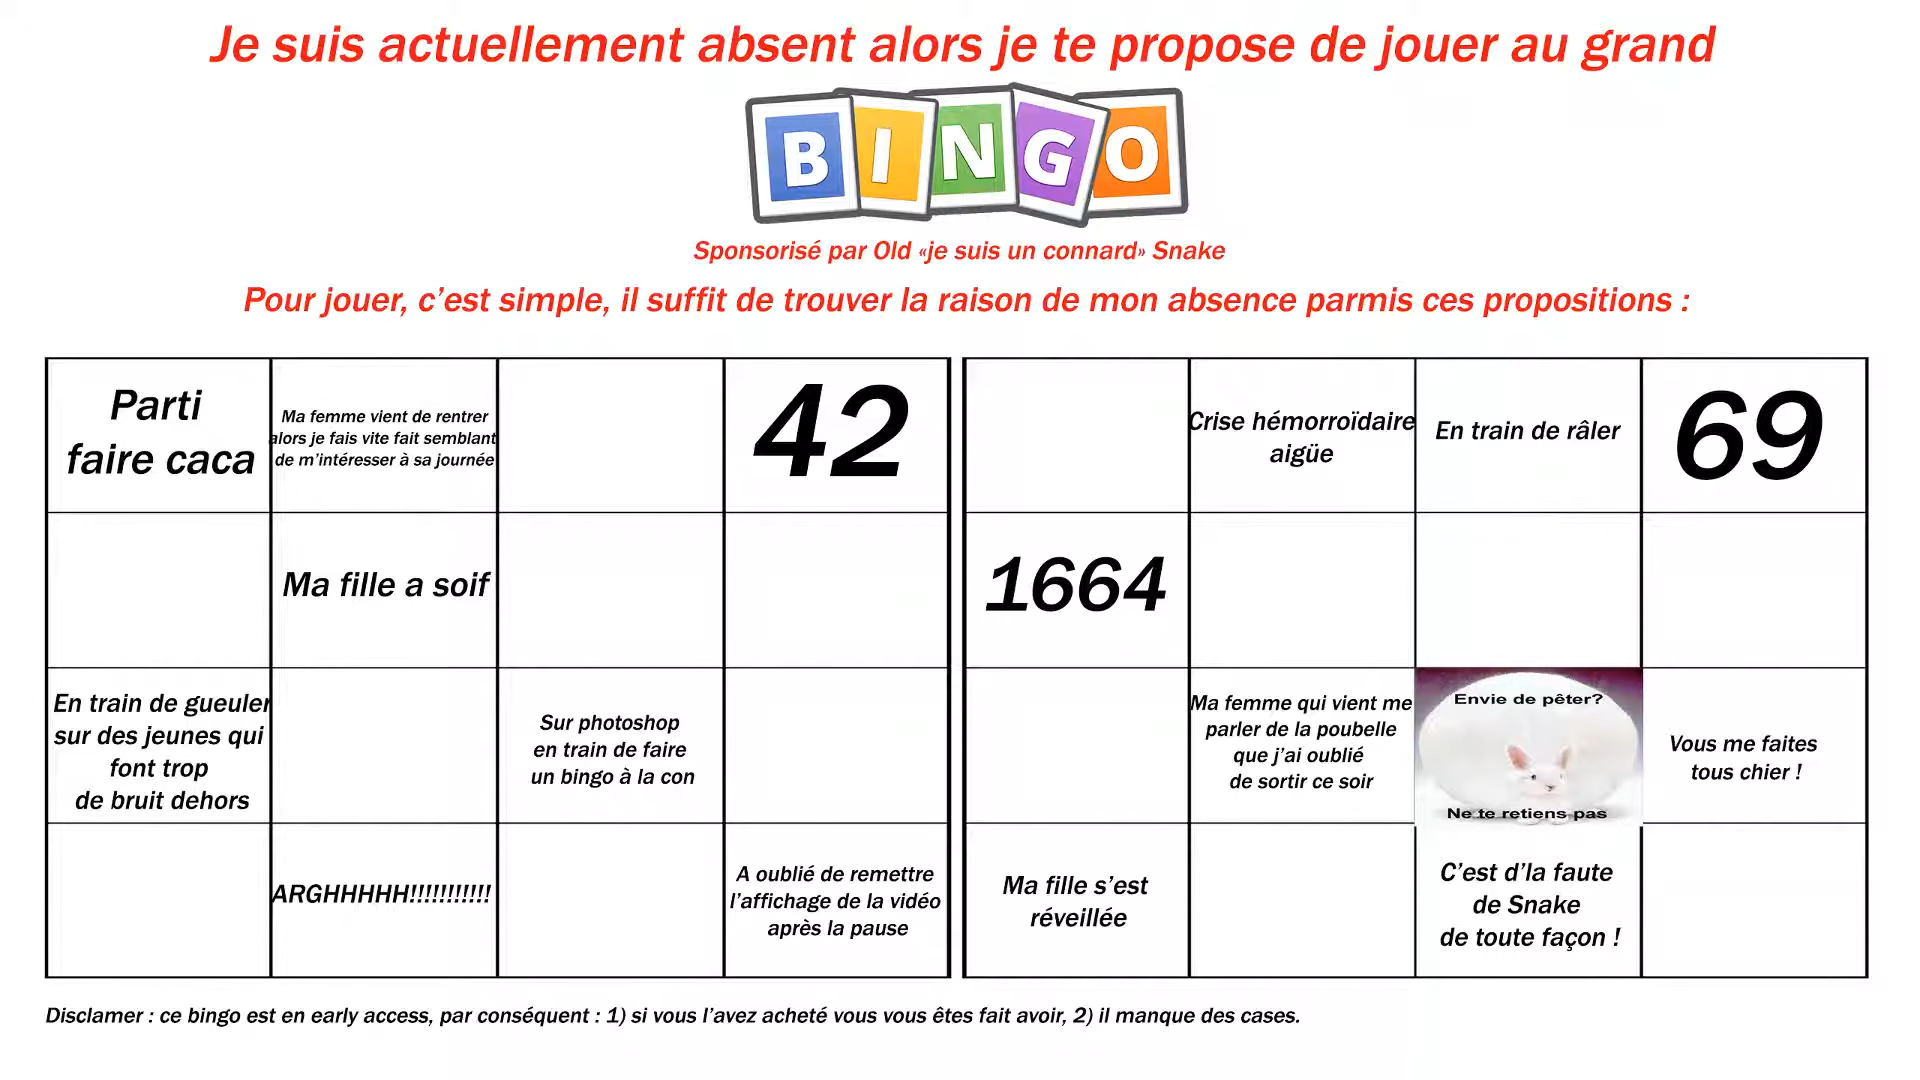 Je suis actuellement absent alors je te propose de jouer au grand
BINGO
Sponsorisé par Old «je suis un connard» Snake
Pour jouer, c’est simple, il suffit de trouver la raison de mon absence parmis ces propositions :
Parti
faire caca
Ma femme vient de rentrer
alors je fais vite fait semblant
de m’intéresser à sa journée
42
Crise hémorroïdaire
aigüe
En train de râler
69
Ma fille a soif
1664
En train de gueuler
sur des jeunes qui
font trop
de bruit dehors
Sur photoshop
en train de faire
un bingo à la con
Ma femme qui vient me
parler de la poubelle
que j’ai oublié
de sortir ce soir
Envie de pêter?
Ne te retiens pas
Vous me faites
tous chier !
ARGHHHHH!!!!!!!!!!!
A oublié de remettre
l’affichage de la vidéo
après la pause
Ma fille s’est
réveillée
C’est d’la faute
de Snake
de toute façon !
Disclamer : ce bingo est en early access, par conséquent : 1) si vous l’avez acheté vous vous êtes fait avoir, 2) il manque des cases.